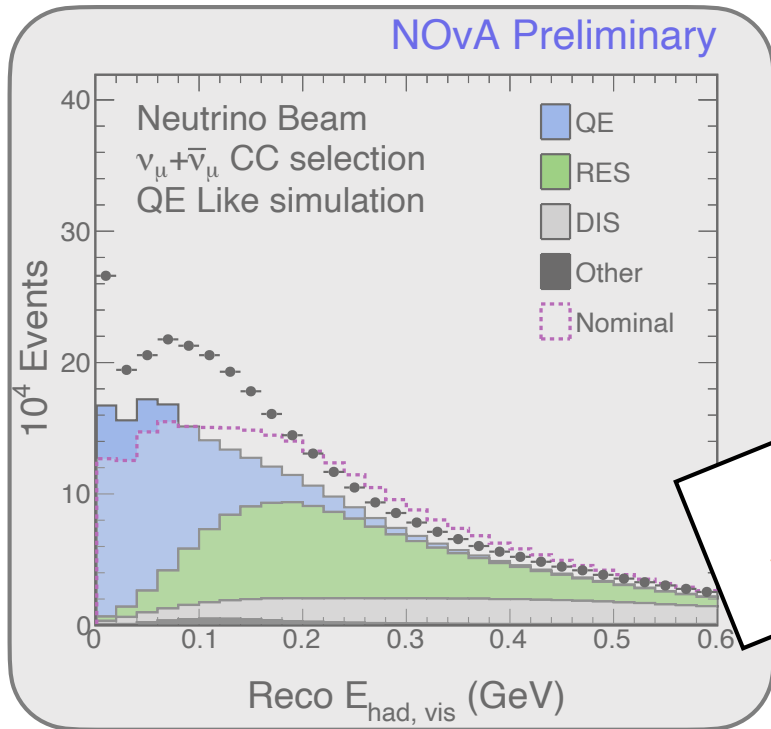 NOvA Preliminary
40
30
20
10
0
10⁴ Events
Neutrino Beam
νμ+ν̅μ CC selection
QE Like simulation
QE
RES
DIS
Other
Nominal
0 0.1 0.2 0.3 0.4 0.5 0.6
Reco E_had, vis (GeV)